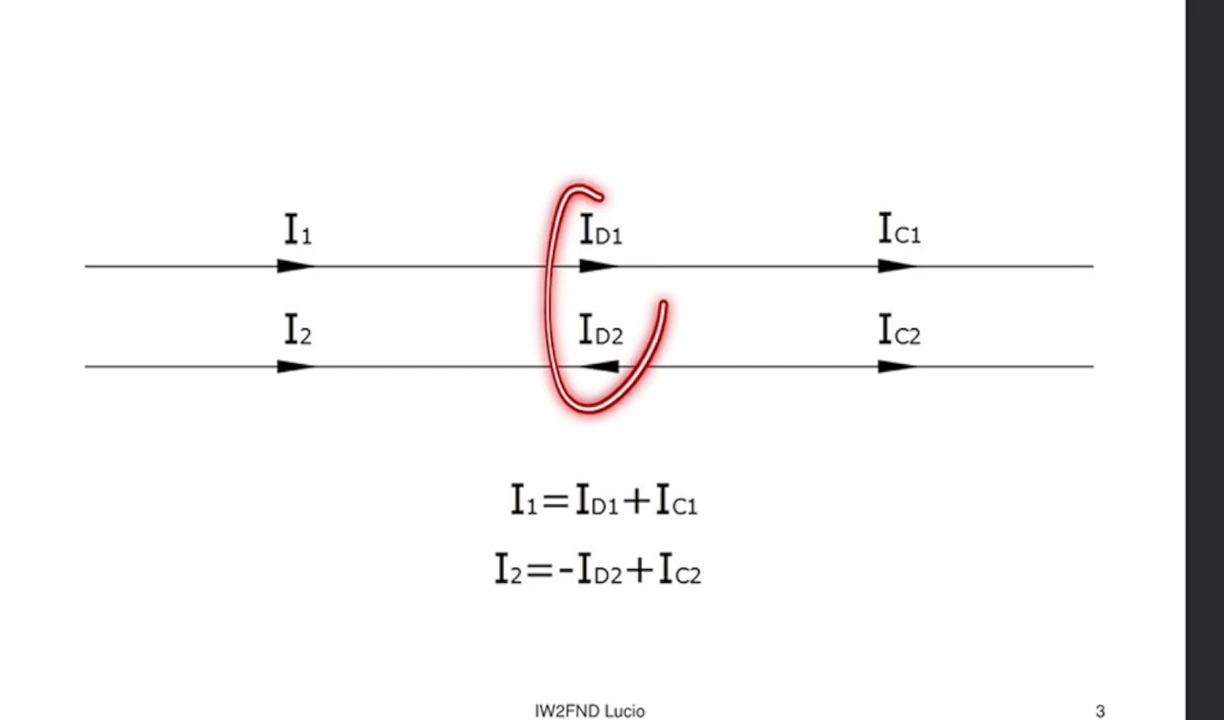 I1 ID1 IC1
I2 ID2 IC2
I1=ID1+IC1
I2=-ID2+IC2
IW2FND Lucio 3